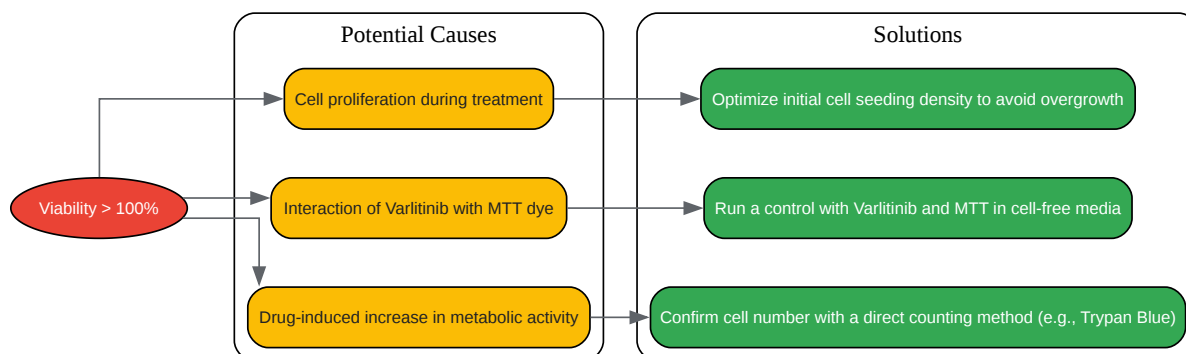 Potential Causes
Solutions
Cell proliferation during treatment
Optimize initial cell seeding density to avoid overgrowth
Viability > 100%
Interaction of Varlitinib with MTT dye
Run a control with Varlitinib and MTT in cell-free media
Drug-induced increase in metabolic activity
Confirm cell number with a direct counting method (e.g., Trypan Blue)